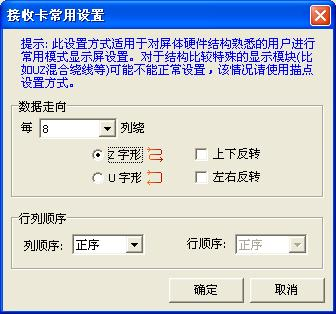 接收卡常用设置
提示: 此设置方式适用于对屏体硬件结构熟悉的用户进行
常用模式显示屏设置。对于结构比较特殊的显示模块(比
如UZ混合绕线等)可能不能正常设置，该情况请使用描点
设置方式。
数据走向
每 8 列绕
Z 字形 上下反转
U 字形 左右反转
行列顺序
列顺序: 正序 行顺序: 正序
确定 取消